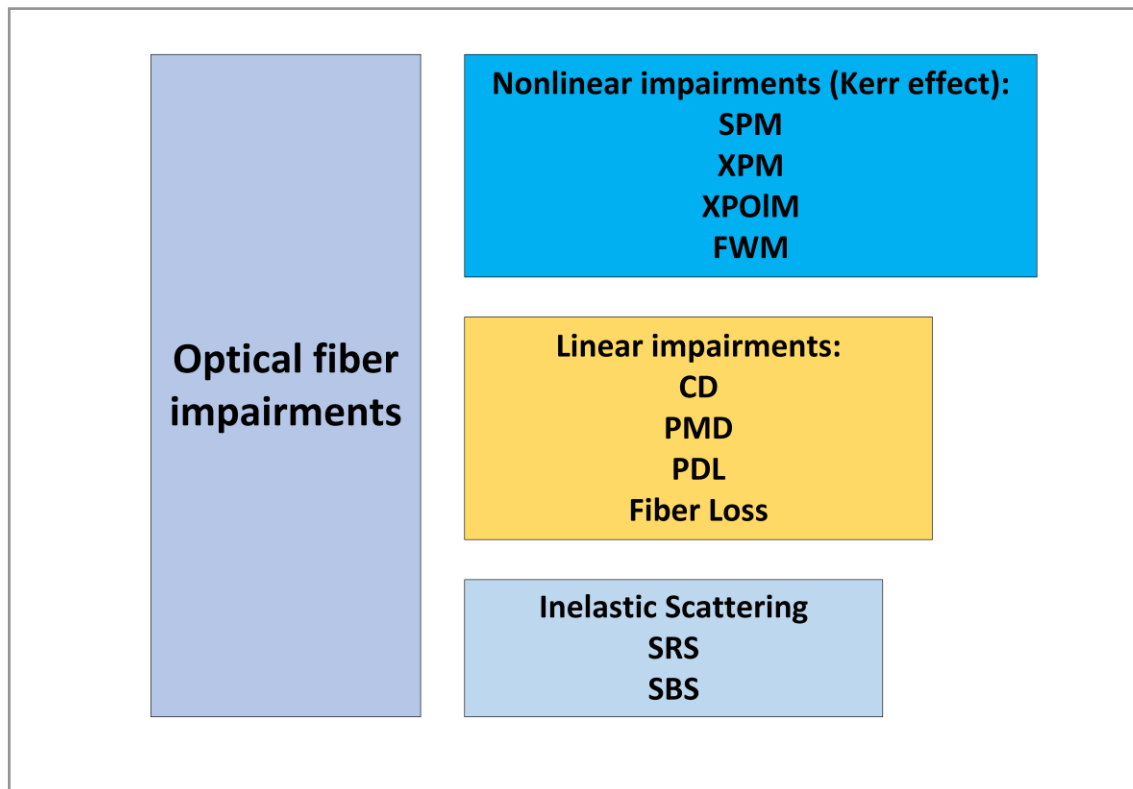 Optical fiber
impairments
Nonlinear impairments (Kerr effect):
SPM
XPM
XPOlM
FWM
Linear impairments:
CD
PMD
PDL
Fiber Loss
Inelastic Scattering
SRS
SBS